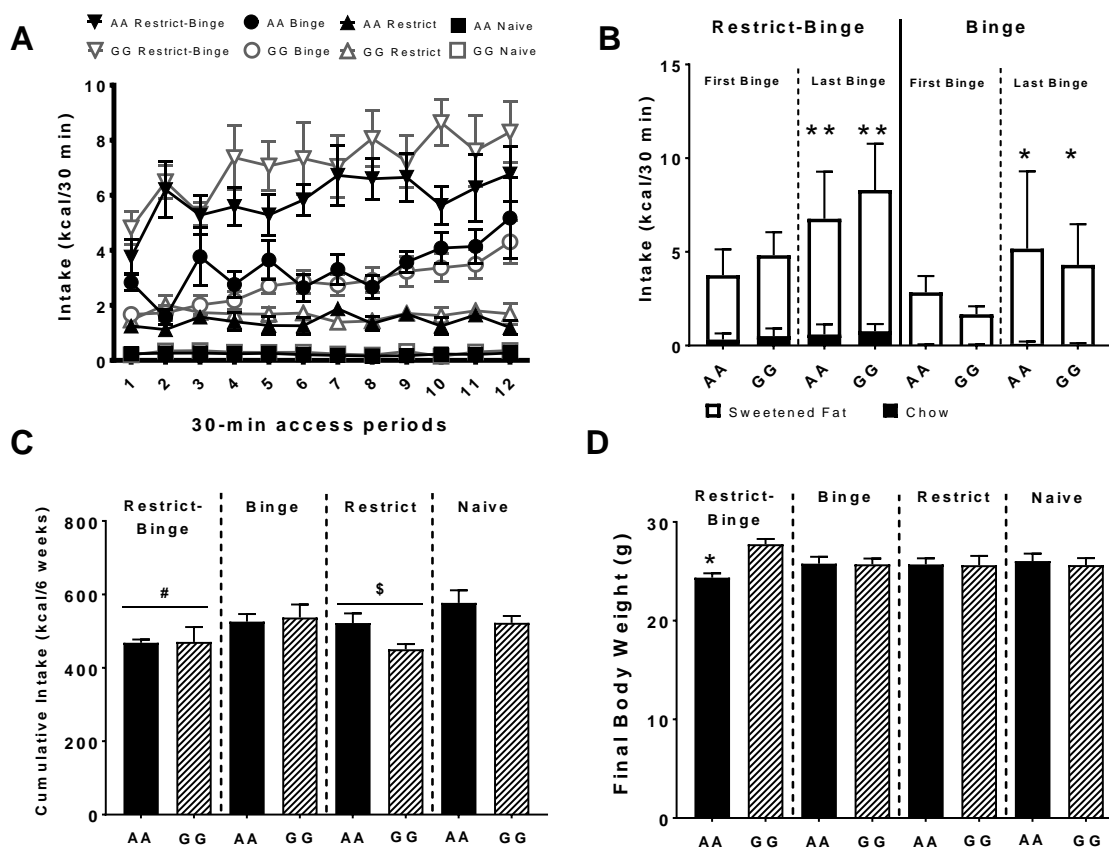 A
AA Restrict-Binge AA Binge AA Restrict AA Naive
GG Restrict-Binge GG Binge GG Restrict GG Naive
Intake (kcal/30 min)
10
8
6
4
2
0
1 2 3 4 5 6 7 8 9 10 11 12
30-min access periods
B
Restrict-Binge Binge
First Binge Last Binge First Binge Last Binge
Intake (kcal/30 min)
15
10
5
0
** ** * *
AA GG AA GG AA GG AA GG
Sweetened Fat Chow
C
Restrict-Binge Binge Restrict Naive
Cumulative Intake (kcal/6 weeks)
800
600
400
200
0
# $
AA GG AA GG AA GG AA GG
D
Restrict-Binge Binge Restrict Naive
Final Body Weight (g)
30
20
10
0
*
AA GG AA GG AA GG AA GG